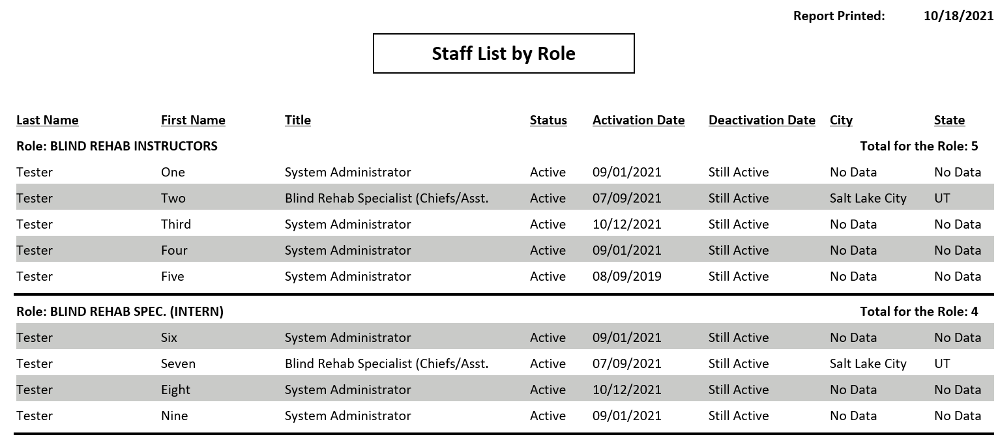 Report Printed: 10/18/2021
Staff List by Role
Last Name First Name Title Status Activation Date Deactivation Date City State
Role: BLIND REHAB INSTRUCTORS Total for the Role: 5
Tester One System Administrator Active 09/01/2021 Still Active No Data No Data
Tester Two Blind Rehab Specialist (Chiefs/Asst. Active 07/09/2021 Still Active Salt Lake City UT
Tester Third System Administrator Active 10/12/2021 Still Active No Data No Data
Tester Four System Administrator Active 09/01/2021 Still Active No Data No Data
Tester Five System Administrator Active 08/09/2019 Still Active No Data No Data
Role: BLIND REHAB SPEC. (INTERN) Total for the Role: 4
Tester Six System Administrator Active 09/01/2021 Still Active No Data No Data
Tester Seven Blind Rehab Specialist (Chiefs/Asst. Active 07/09/2021 Still Active Salt Lake City UT
Tester Eight System Administrator Active 10/12/2021 Still Active No Data No Data
Tester Nine System Administrator Active 09/01/2021 Still Active No Data No Data